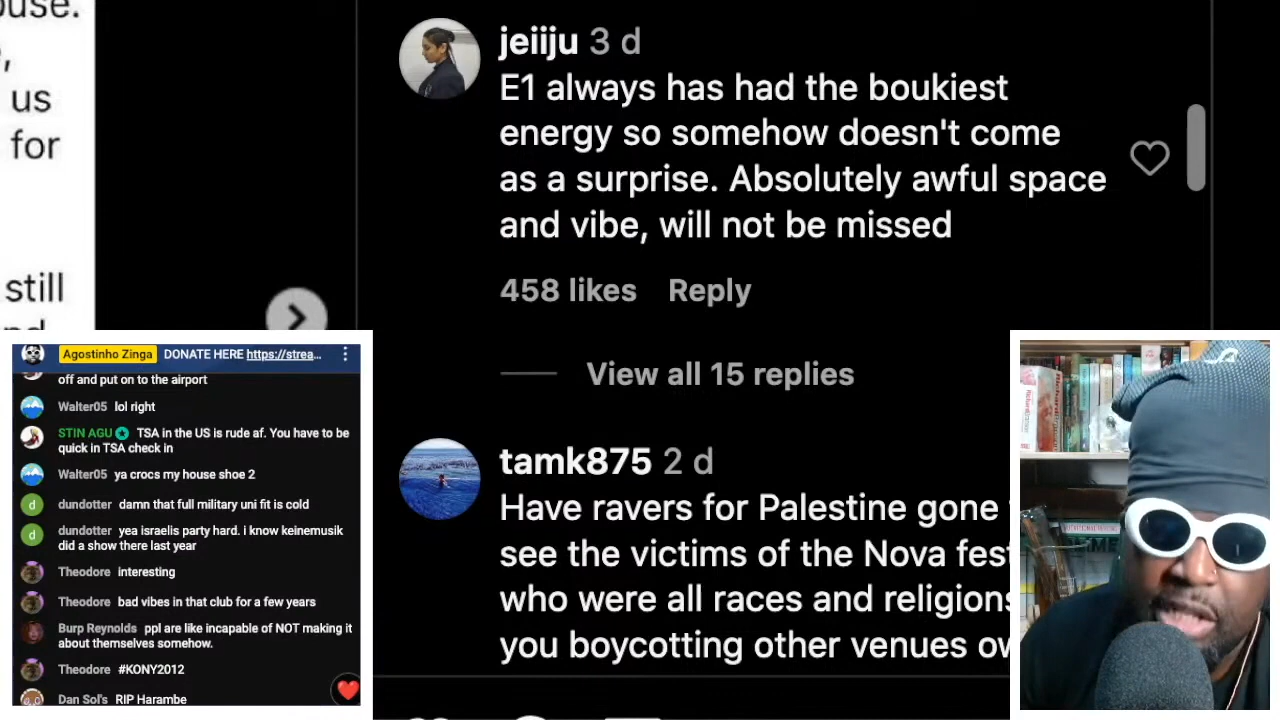 ouse.
us
for
still
jeiiju 3 d
E1 always has had the boukiest
energy so somehow doesn't come
as a surprise. Absolutely awful space
and vibe, will not be missed
458 likes Reply
View all 15 replies
tamk875 2 d
Have ravers for Palestine gone
see the victims of the Nova
who were all races and religions
you boycotting other venues
Agostinho Zinga DONATE HERE https://strea...
off and put on to the airport
Walter05 lol right
STIN AGU TSA in the US is rude af. You have to be
quick in TSA check in
Walter05 ya crocs my house shoe 2
dundotter damn that full military uni fit is cold
dundotter yea israelis party hard. i know keinemusik
did a show there last year
Theodore interesting
Theodore bad vibes in that club for a few years
Burp Reynolds ppl are like incapable of NOT making it
about themselves somehow.
Theodore #KONY2012
Dan Sol's RIP Harambe